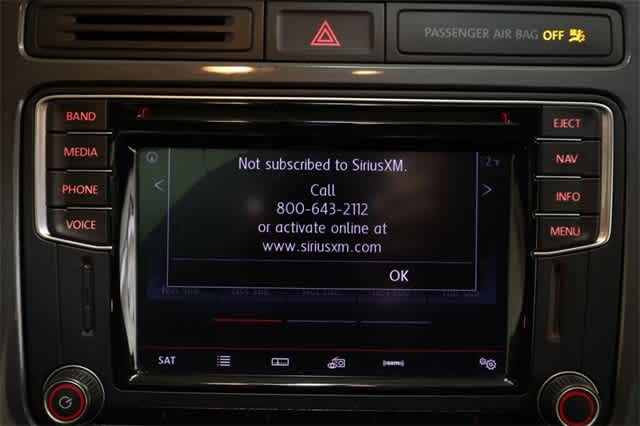 PASSENGER AIR BAG OFF
BAND
MEDIA
PHONE
VOICE
EJECT
NAV
INFO
MENU
Not subscribed to SiriusXM.
Call
800-643-2112
or activate online at
www.siriusxm.com
OK
SAT